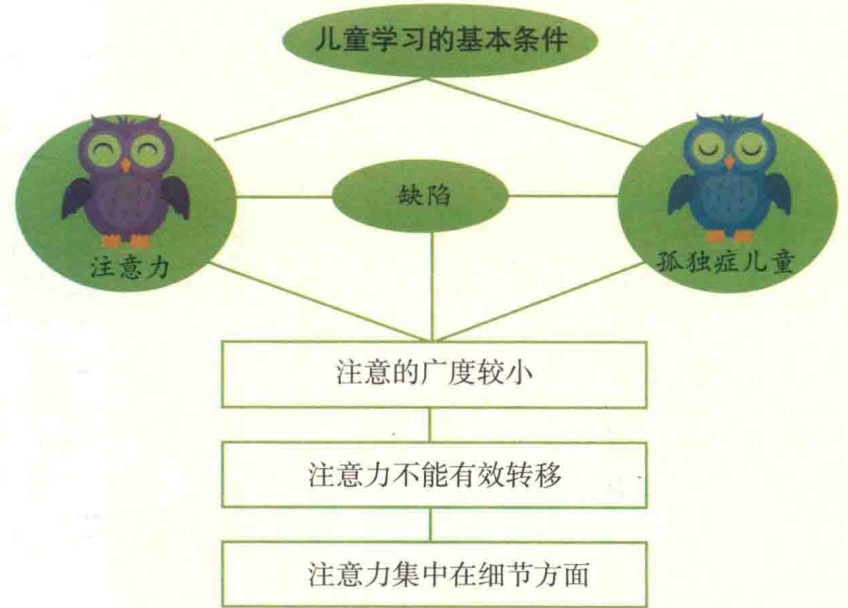 儿童学习的基本条件
缺陷
注意力
孤独症儿童
注意的广度较小
注意力不能有效转移
注意力集中在细节方面